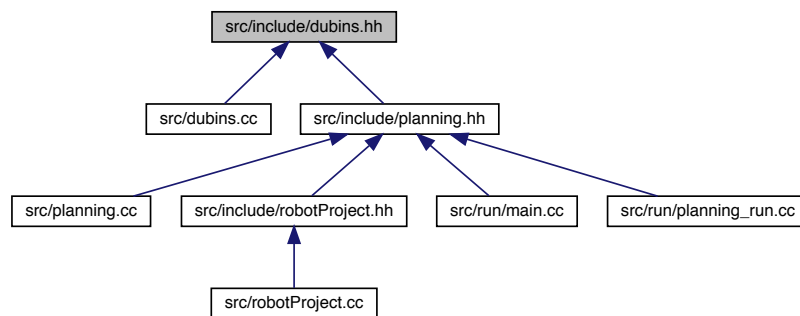 src/include/dubins.hh
src/dubins.cc
src/include/planning.hh
src/planning.cc
src/include/robotProject.hh
src/run/main.cc
src/run/planning_run.cc
src/robotProject.cc